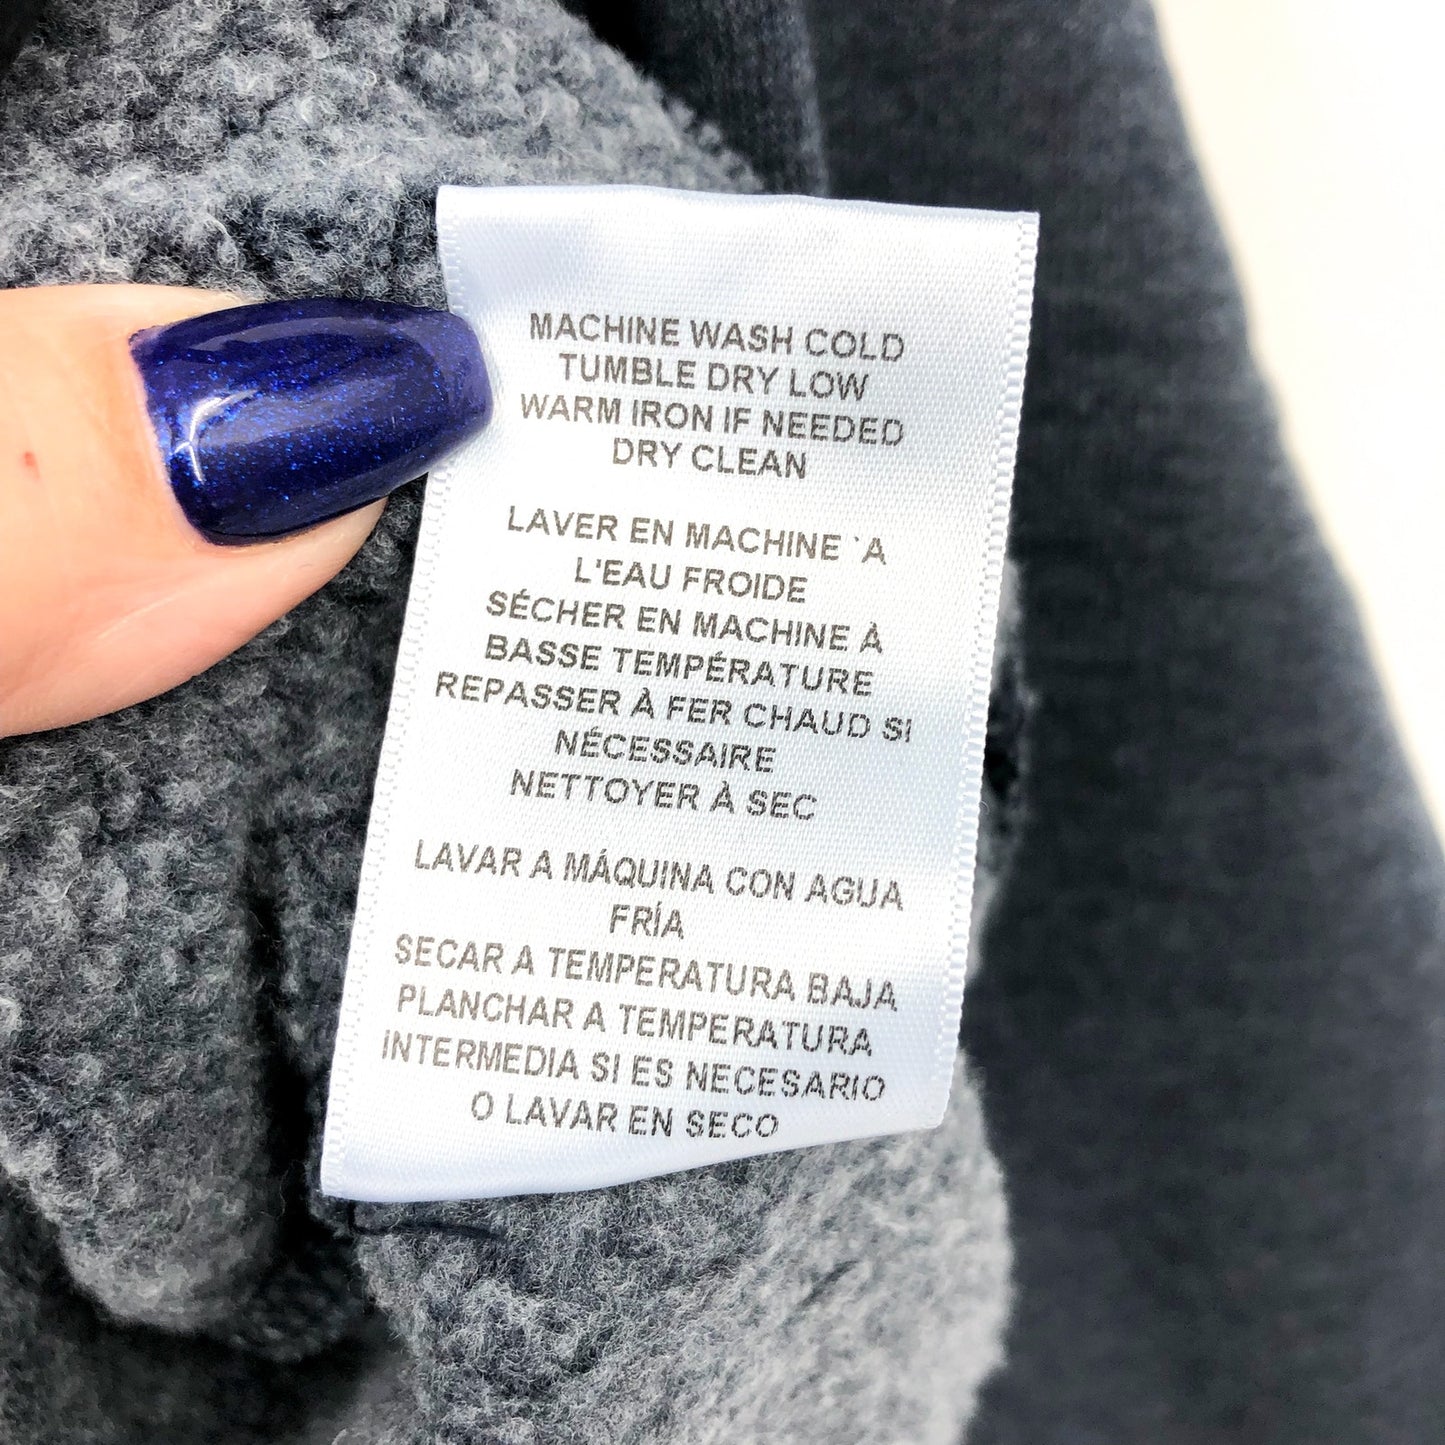 MACHINE WASH COLD
TUMBLE DRY LOW
WARM IRON IF NEEDED
DRY CLEAN
LAVER EN MACHINE `A
L'EAU FROIDE
SÉCHER EN MACHINE À
BASSE TEMPÉRATURE
REPASSER À FER CHAUD SI
NÉCESSAIRE
NETTOYER À SEC
LAVAR A MÁQUINA CON AGUA
FRÍA
SECAR A TEMPERATURA BAJA
PLANCHAR A TEMPERATURA
INTERMEDIA SI ES NECESARIO
O LAVAR EN SECO